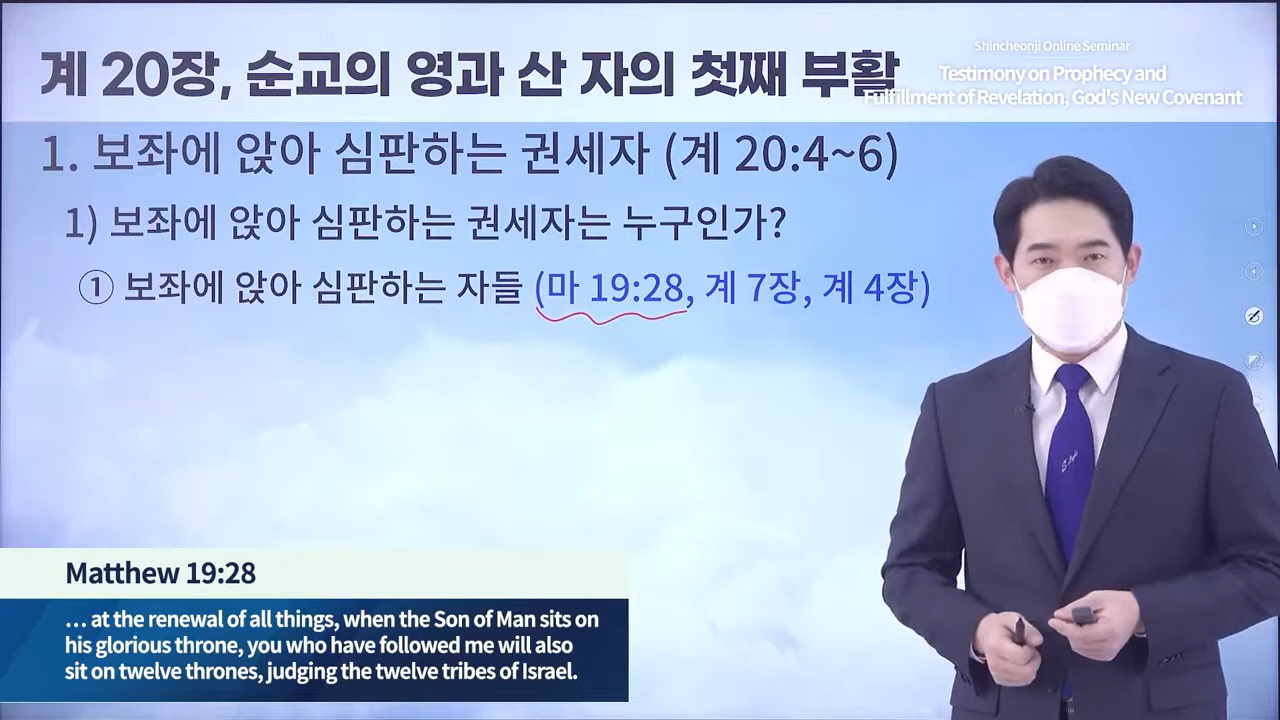 계 20장, 순교의 영과 산 자의 첫째 부활
Shincheonji Online Seminar
Testimony on Prophecy and
Fulfillment of Revelation, God's New Covenant
1. 보좌에 앉아 심판하는 권세자 (계 20:4~6)
1) 보좌에 앉아 심판하는 권세자는 누구인가?
① 보좌에 앉아 심판하는 자들 (마 19:28, 계 7장, 계 4장)
Matthew 19:28
… at the renewal of all things, when the Son of Man sits on
his glorious throne, you who have followed me will also
sit on twelve thrones, judging the twelve tribes of Israel.